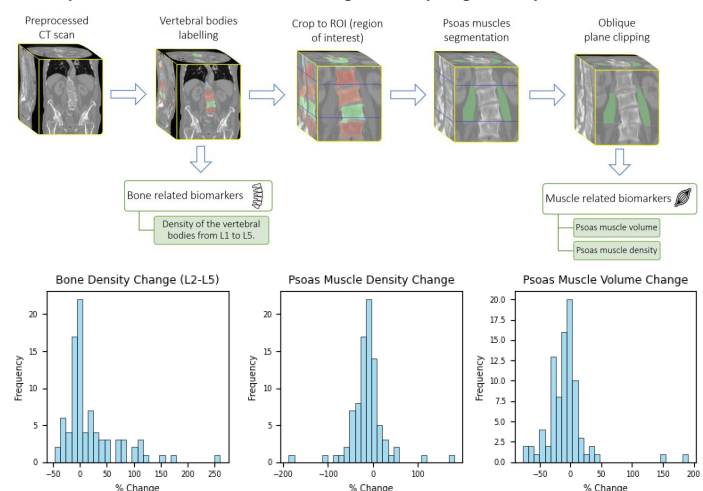 Preprocessed
CT scan
Vertebral bodies
labelling
Crop to ROI (region
of interest)
Psoas muscles
segmentation
Oblique
plane clipping
Bone related biomarkers
Density of the vertebral
bodies from L1 to L5.
Muscle related biomarkers
Psoas muscle volume
Psoas muscle density
Bone Density Change (L2-L5)
Frequency
20
15
10
5
0
−50 0 50 100 150 200 250
% Change
Psoas Muscle Density Change
Frequency
20
15
10
5
0
−200 −100 0 100
% Change
Psoas Muscle Volume Change
Frequency
20.0
17.5
15.0
12.5
10.0
7.5
5.0
2.5
0.0
−50 0 50 100 150 200
% Change